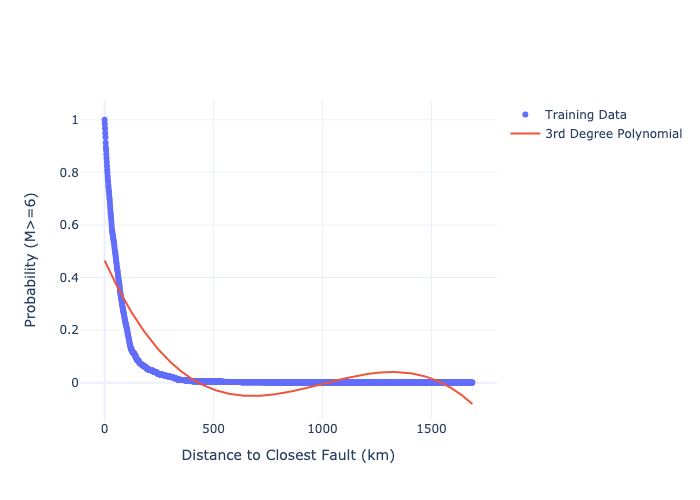 Training Data
3rd Degree Polynomial
1
0.8
0.6
0.4
0.2
0
0
500
1000
1500
Probability (M>=6)
Distance to Closest Fault (km)